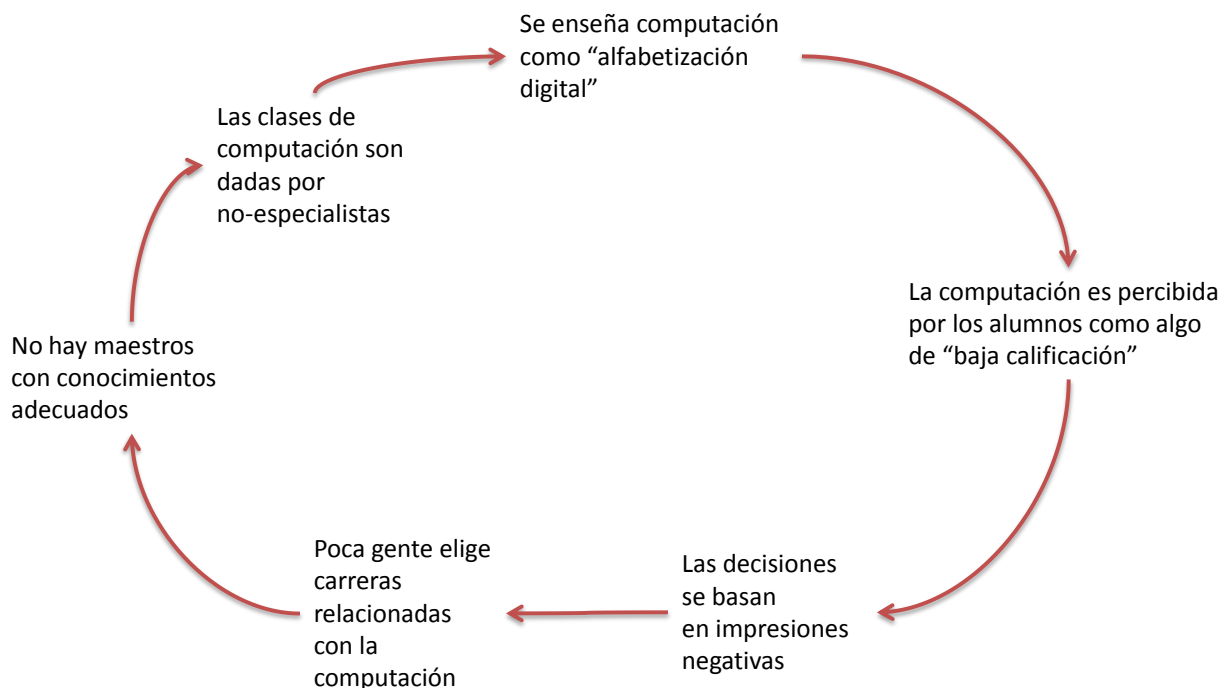 Se enseña computación
como “alfabetización
digital”
Las clases de
computación son
dadas por
no-especialistas
La computación es percibida
por los alumnos como algo
de “baja calificación”
No hay maestros
con conocimientos
adecuados
Poca gente elige
carreras
relacionadas
con la
computación
Las decisiones
se basan
en impresiones
negativas